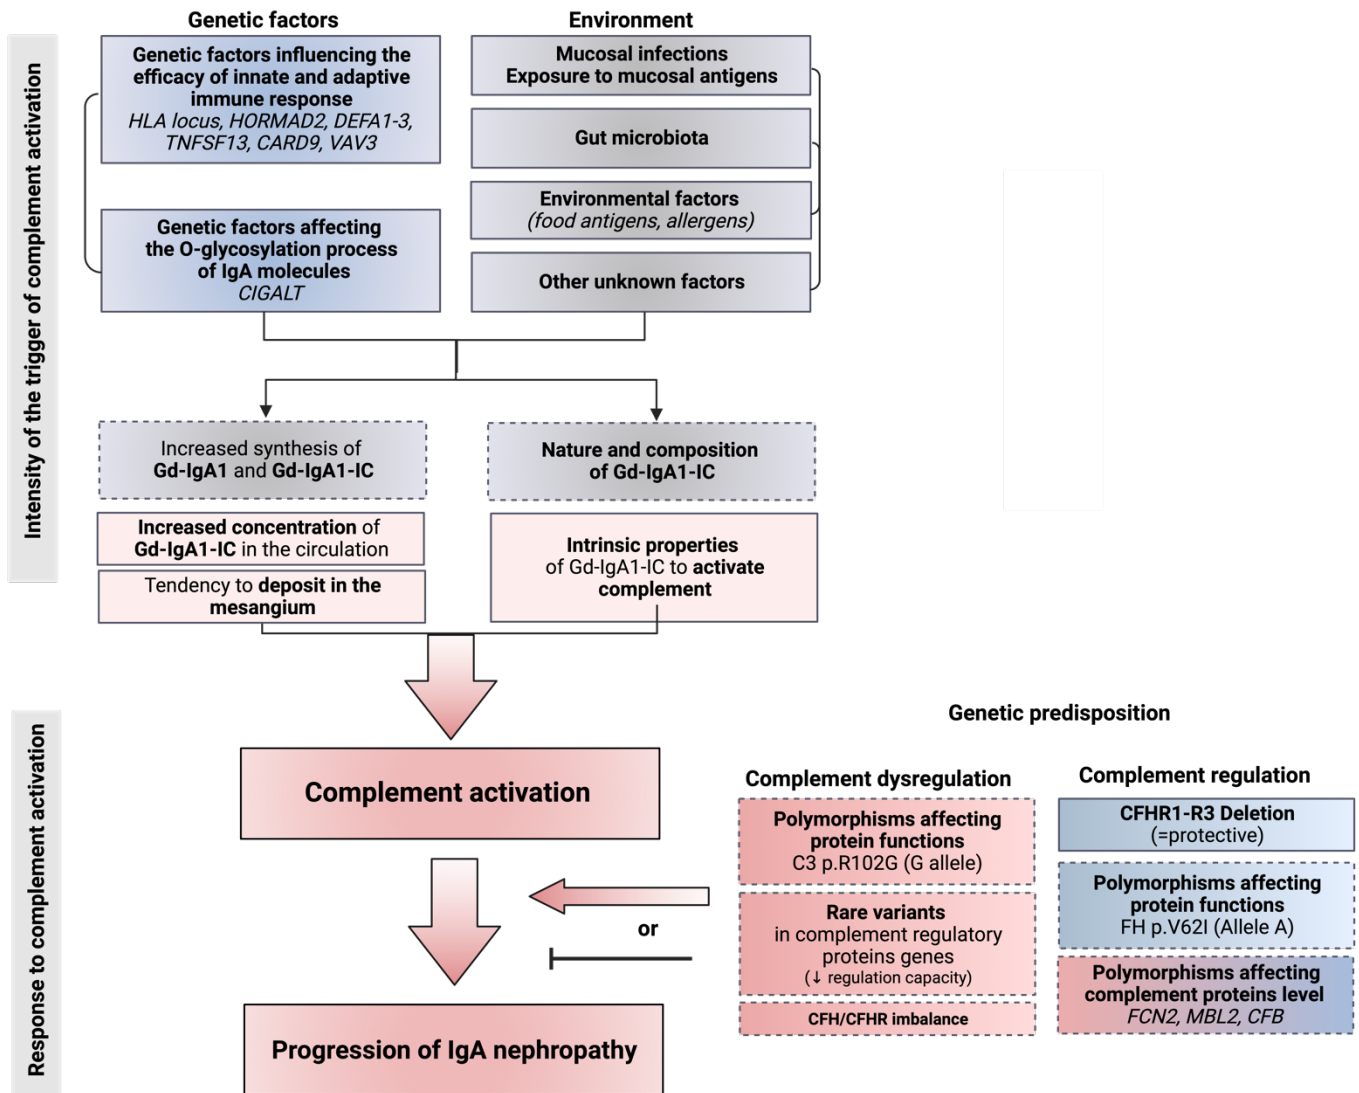 Genetic factors
Environment
Intensity of the trigger of complement activation
Genetic factors influencing the
efficacy of innate and adaptive
immune response
HLA locus, HORMAD2, DEFA1-3,
TNFSF13, CARD9, VAV3
Genetic factors affecting
the O-glycosylation process
of IgA molecules
CIGALT
Mucosal infections
Exposure to mucosal antigens
Gut microbiota
Environmental factors
(food antigens, allergens)
Other unknown factors
Increased synthesis of
Gd-IgA1 and Gd-IgA1-IC
Increased concentration of
Gd-IgA1-IC in the circulation
Tendency to deposit in the
mesangium
Nature and composition
of Gd-IgA1-IC
Intrinsic properties
of Gd-IgA1-IC to activate
complement
Response to complement activation
Complement activation
or
Progression of IgA nephropathy
Genetic predisposition
Complement dysregulation
Polymorphisms affecting
protein functions
C3 p.R102G (G allele)
Rare variants
in complement regulatory
proteins genes
(↓ regulation capacity)
CFH/CFHR imbalance
Complement regulation
CFHR1-R3 Deletion
(=protective)
Polymorphisms affecting
protein functions
FH p.V62I (Allele A)
Polymorphisms affecting
complement proteins level
FCN2, MBL2, CFB